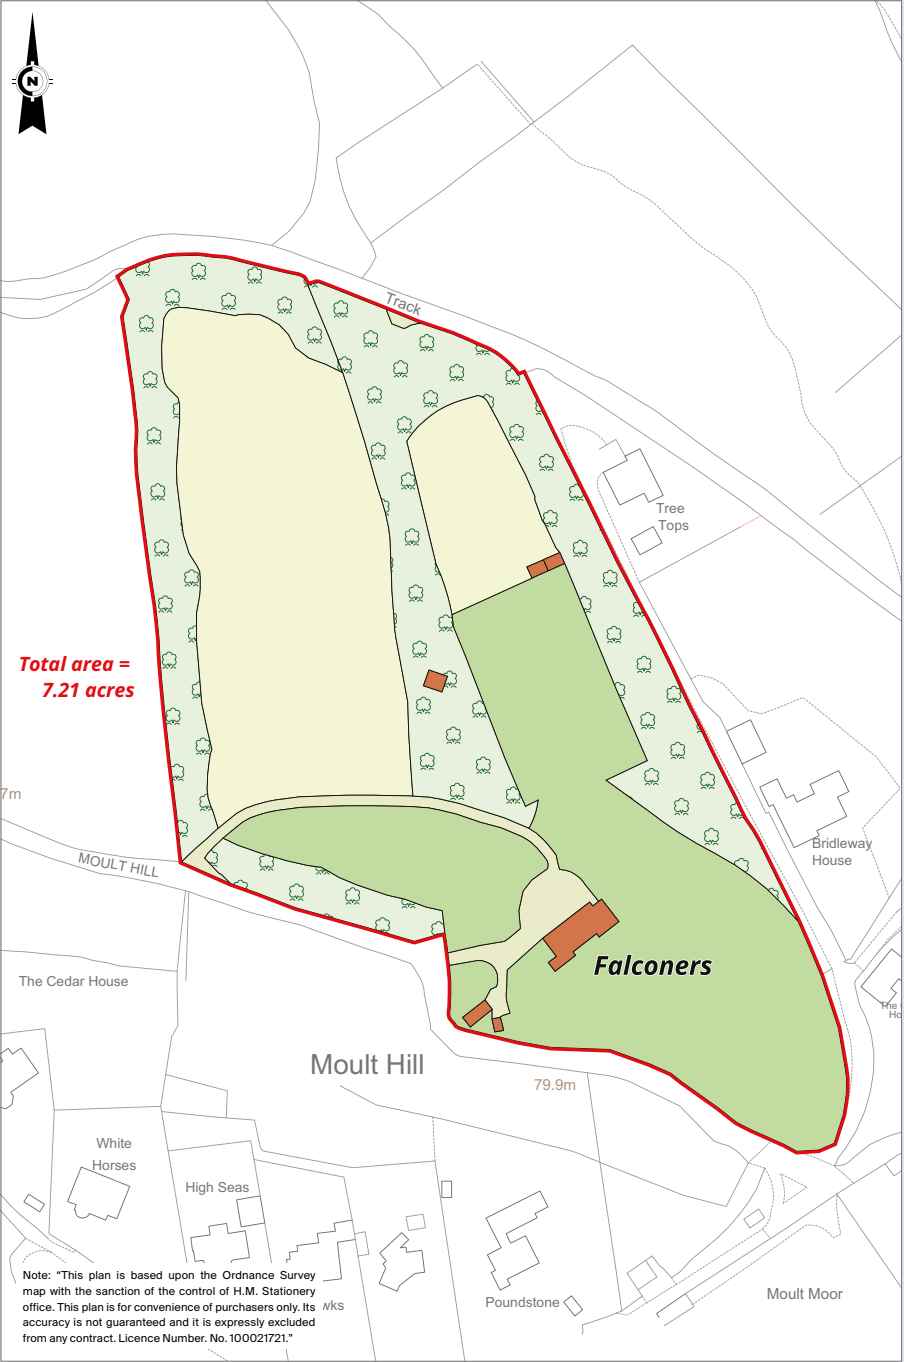 N
Track
Tree
Tops
Total area =
7.21 acres
7m
MOULT HILL
Bridleway
House
The Cedar House
Falconers
The
Ho
Moult Hill
79.9m
White
Horses
High Seas
Note: “This plan is based upon the Ordnance Survey
map with the sanction of the control of H.M. Stationery
office. This plan is for convenience of purchasers only. Its
accuracy is not guaranteed and it is expressly excluded
from any contract. Licence Number. No. 100021721.”
wks
Poundstone
Moult Moor